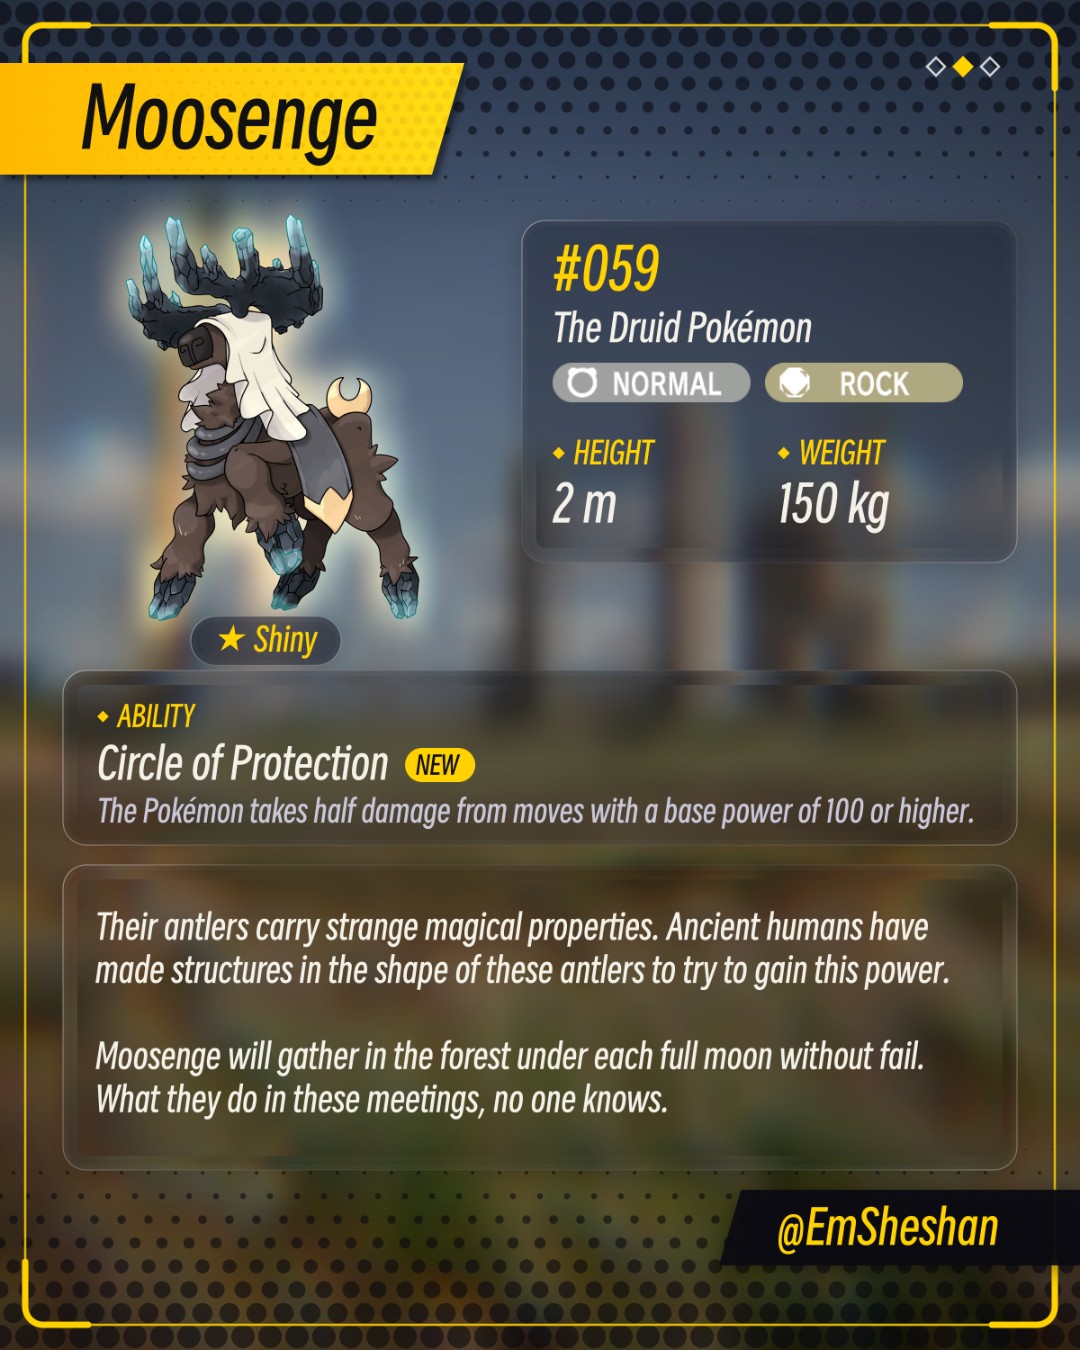 Moosenge
#059
The Druid Pokémon
NORMAL ROCK
HEIGHT WEIGHT
2 m 150 kg
Shiny
ABILITY
Circle of Protection NEW
The Pokémon takes half damage from moves with a base power of 100 or higher.
Their antlers carry strange magical properties. Ancient humans have
made structures in the shape of these antlers to try to gain this power.
Moosenge will gather in the forest under each full moon without fail.
What they do in these meetings, no one knows.
@EmSheshan